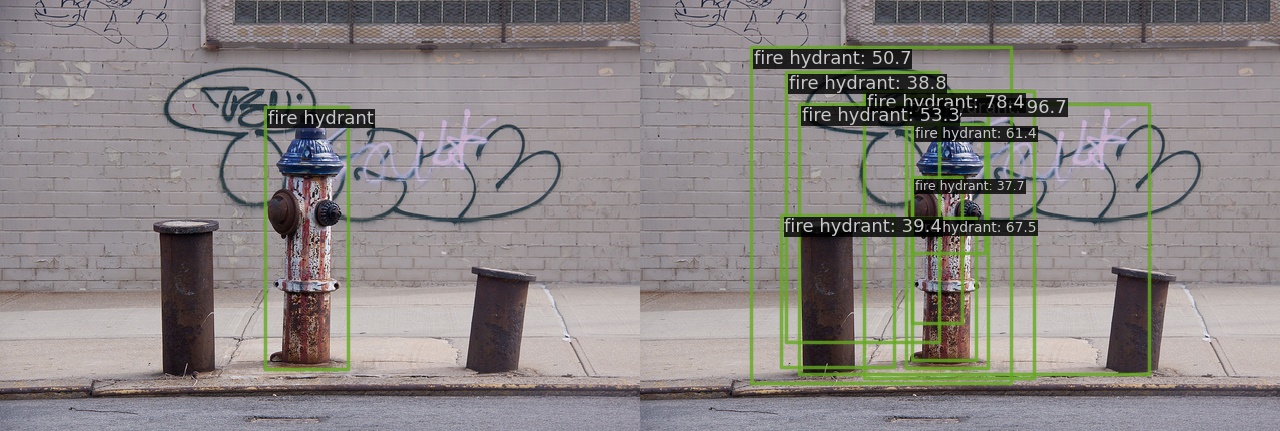 fire hydrant
fire hydrant: 50.7
fire hydrant: 38.8
fire hydrant: 78.4
96.7
fire hydrant: 53.3
fire hydrant: 61.4
fire hydrant: 37.7
fire hydrant: 39.4
hydrant: 67.5